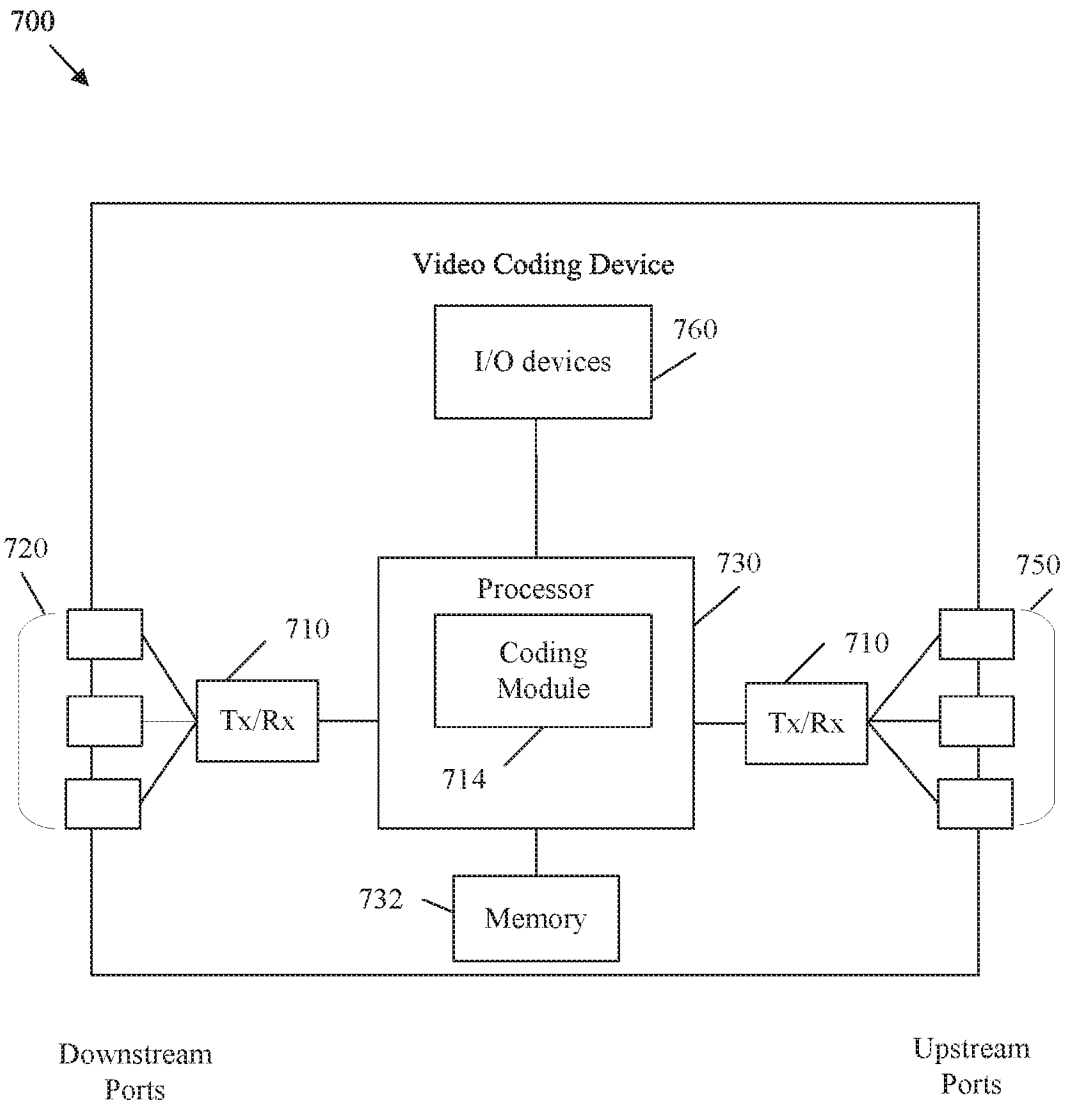 700
Video Coding Device
I/O devices
760
720
710
Processor
Coding
Module
714
730
710
750
Tx/Rx
Tx/Rx
732
Memory
Downstream
Ports
Upstream
Ports